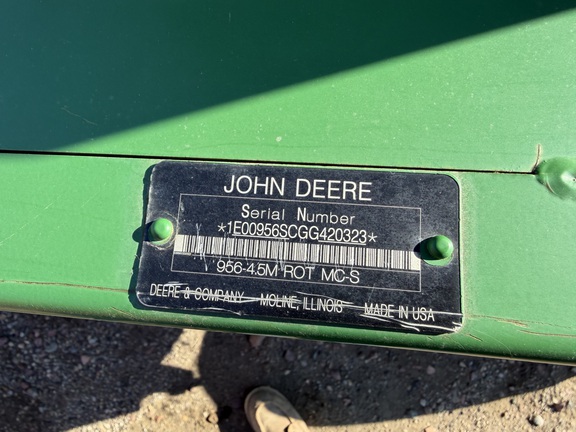 JOHN DEERE
Serial Number
*1E00956SCGG420323*
956-4.5M ROT MC-S
DEERE & COMPANY MOLINE, ILLINOIS MADE IN USA